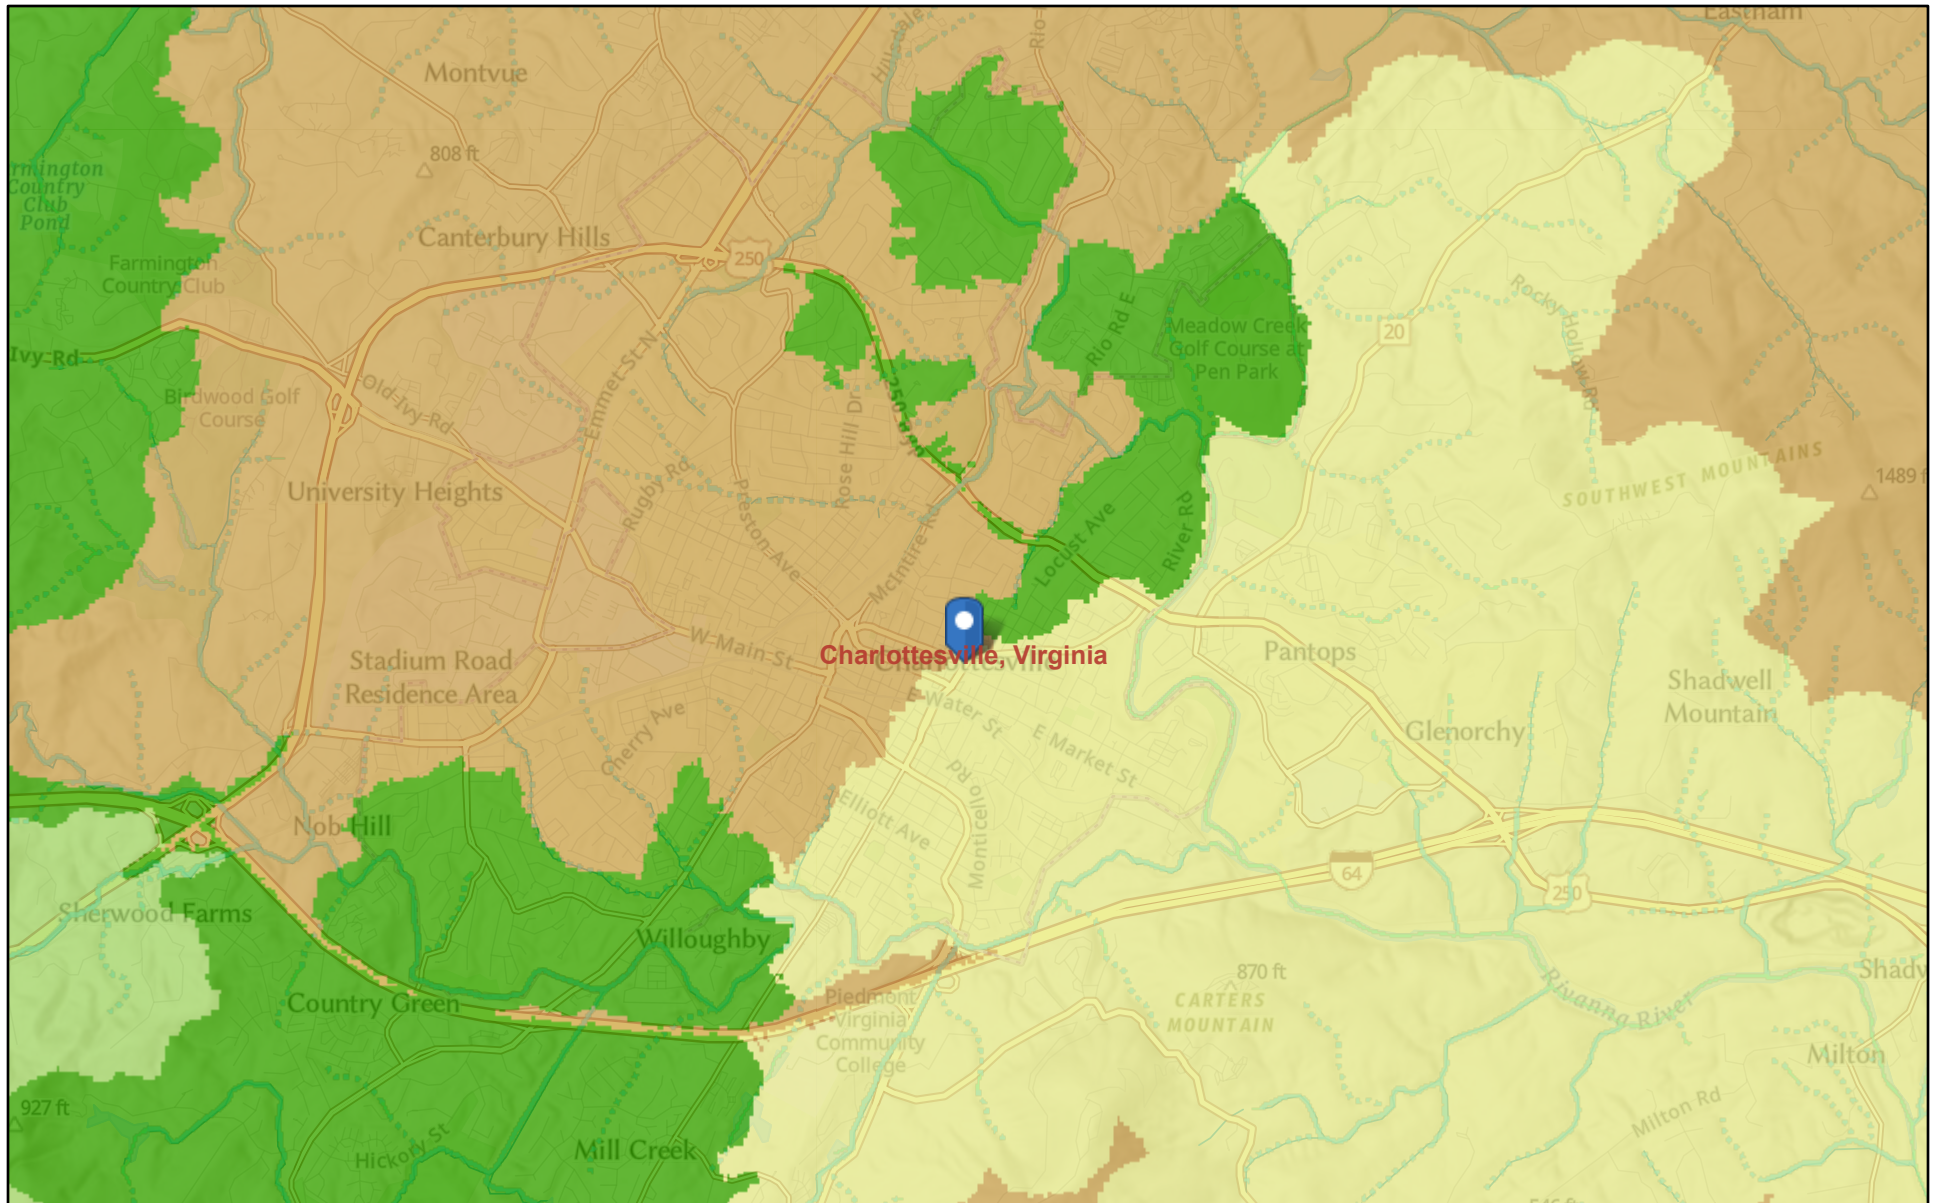 Eastham
Hillsdale
Rio
Montvue
808 ft
Country
Club
Pond
Canterbury Hills
250
Farmington
Country Club
Rio Rd E
Meadow Creek
Golf Course at
Pen Park
Rocky Hollow Rd
20
Ivy Rd
Old Ivy Rd
Birdwood Golf
Course
Emmet St N
Rose Hill Dr
250 Byp
University Heights
Rugby Rd
Preston Ave
McIntire Rd
Locust Ave
River Rd
SOUTHWEST MOUNTAINS
1489 f
W Main St
Charlottesville, Virginia
Stadium Road
Residence Area
Pantops
Shadwell
Mountain
Cherry Ave
E Water St
E Market St
Glenorchy
Monticello Rd
Elliott Ave
Monticello
Nob Hill
64
250
Sherwood Farms
Willoughby
870 ft
CARTERS
MOUNTAIN
Rivanna River
Shadw
Country Green
Piedmont
Virginia
Community
College
Milton
927 ft
Milton Rd
Hickory St
Mill Creek